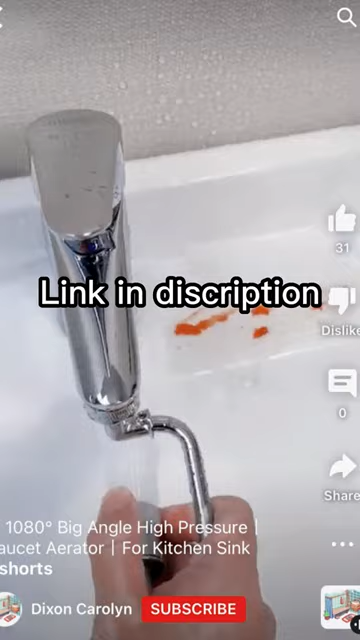 Link in discription
31
Dislike
0
Share
1080° Big Angle High Pressure |
aucet Aerator | For Kitchen Sink
shorts
Dixon Carolyn
SUBSCRIBE